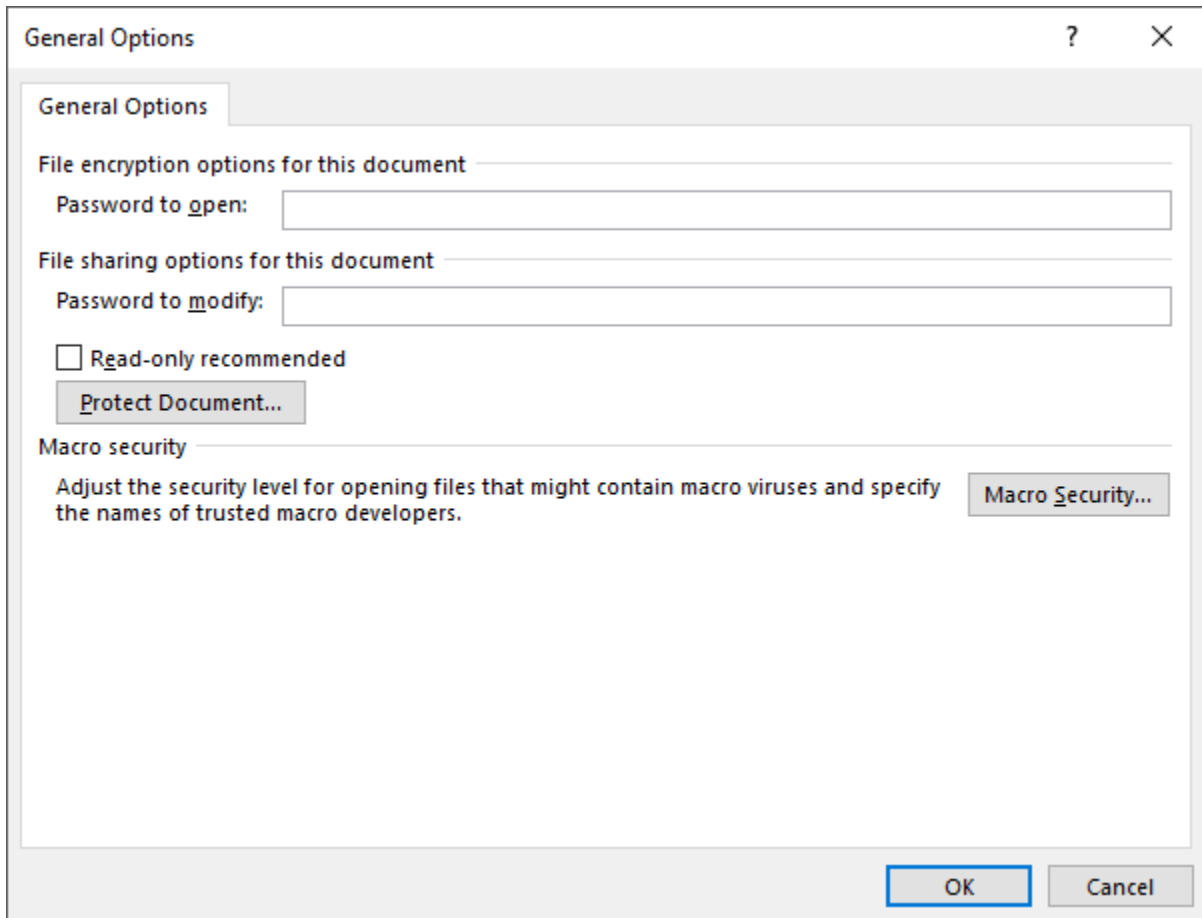 General Options
?
General Options
File encryption options for this document
Password to open:
File sharing options for this document
Password to modify:
Read-only recommended
Protect Document...
Macro security
Adjust the security level for opening files that might contain macro viruses and specify
the names of trusted macro developers.
Macro Security...
OK
Cancel